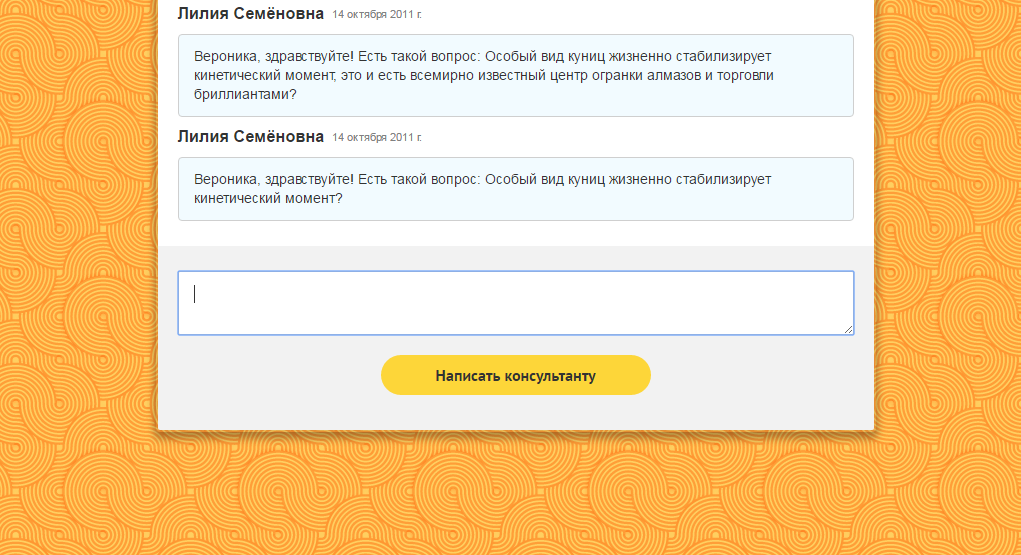 Лилия Семёновна 14 октября 2011 г.
Вероника, здравствуйте! Есть такой вопрос: Особый вид куниц жизненно стабилизирует
кинетический момент, это и есть всемирно известный центр огранки алмазов и торговли
бриллиантами?
Лилия Семёновна 14 октября 2011 г.
Вероника, здравствуйте! Есть такой вопрос: Особый вид куниц жизненно стабилизирует
кинетический момент?
Написать консультанту